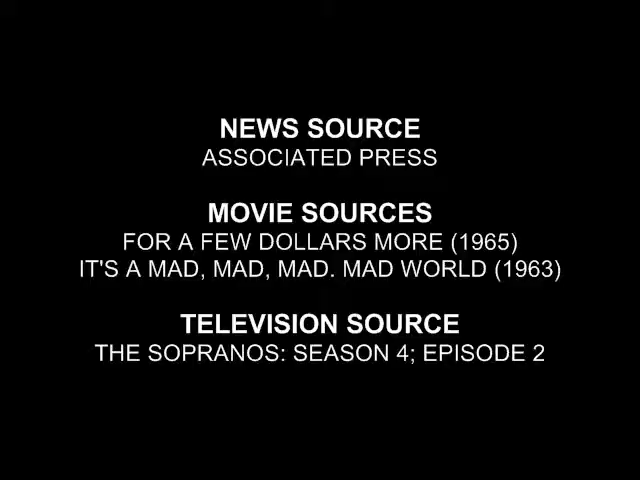 NEWS SOURCE
ASSOCIATED PRESS
MOVIE SOURCES
FOR A FEW DOLLARS MORE (1965)
IT'S A MAD, MAD, MAD. MAD WORLD (1963)
TELEVISION SOURCE
THE SOPRANOS: SEASON 4; EPISODE 2